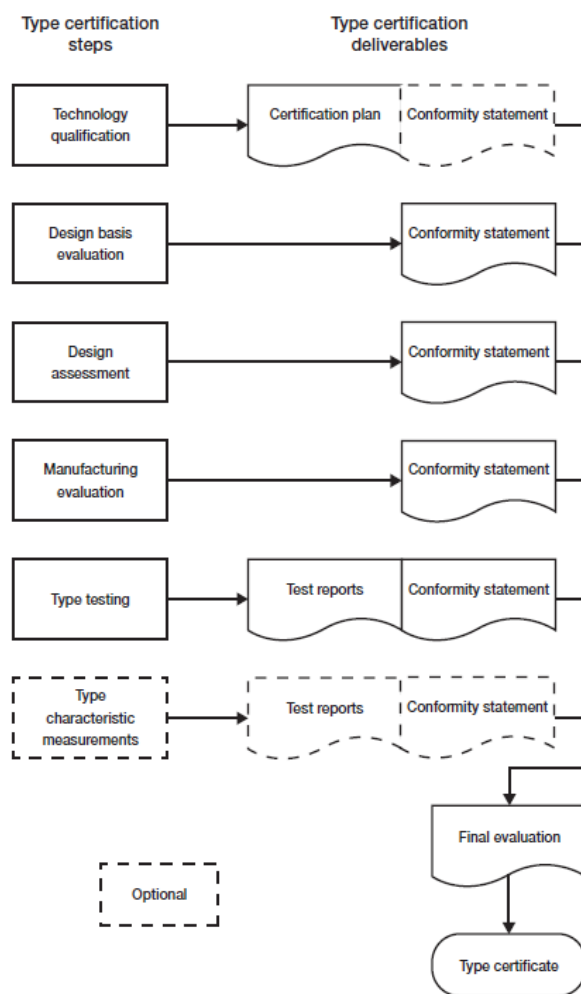 Type certification
steps
Type certification
deliverables
Technology
qualification
Certification plan
Conformity statement
Design basis
evaluation
Conformity statement
Design
assessment
Conformity statement
Manufacturing
evaluation
Conformity statement
Type testing
Test reports
Conformity statement
Type
characteristic
measurements
Test reports
Conformity statement
Final evaluation
Optional
Type certificate